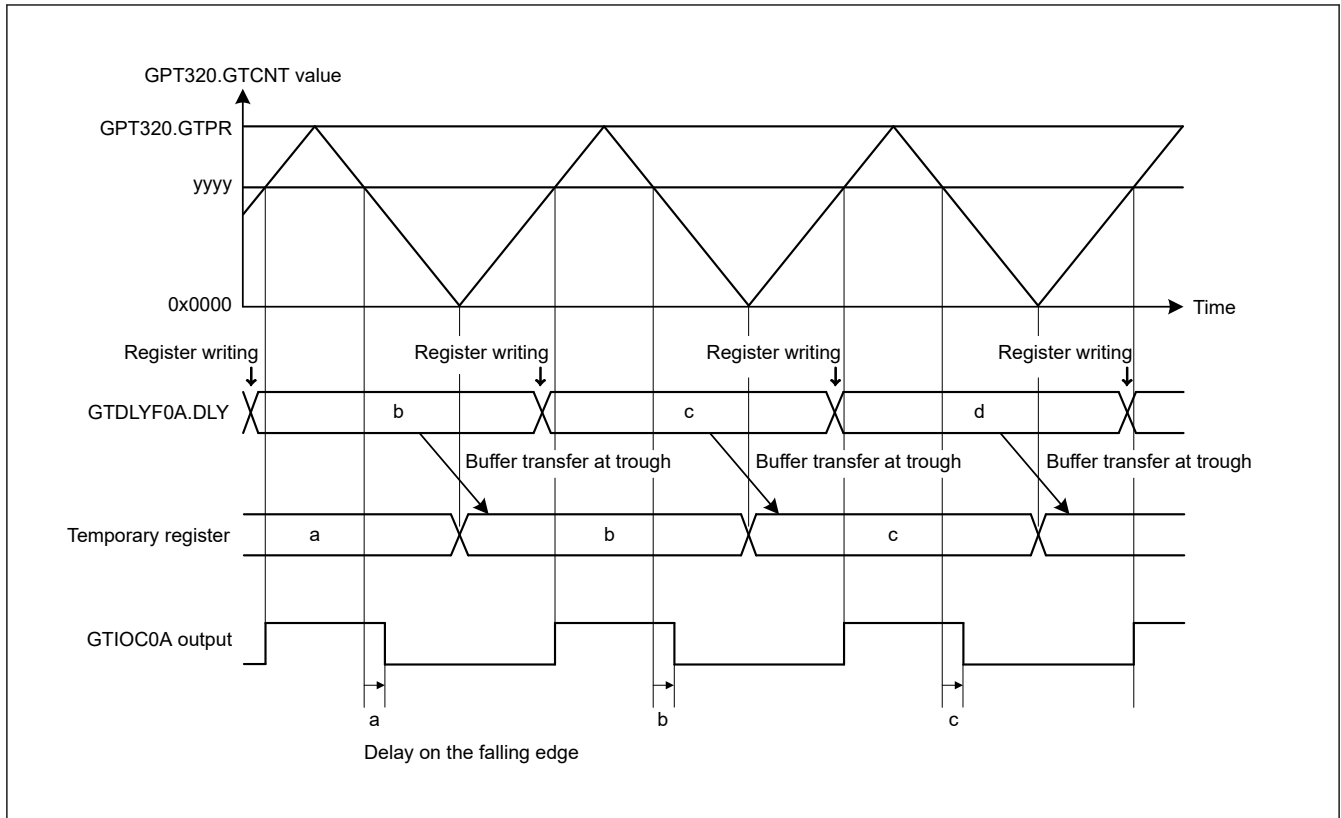 GPT320.GTCNT value
GPT320.GTPR
yyyy
0x0000
Time
Register writing
Register writing
Register writing
Register writing
GTDLYF0A.DLY
b
c
d
Buffer transfer at trough
Buffer transfer at trough
Buffer transfer at trough
Temporary register
a
b
c
GTIOC0A output
a
b
c
Delay on the falling edge